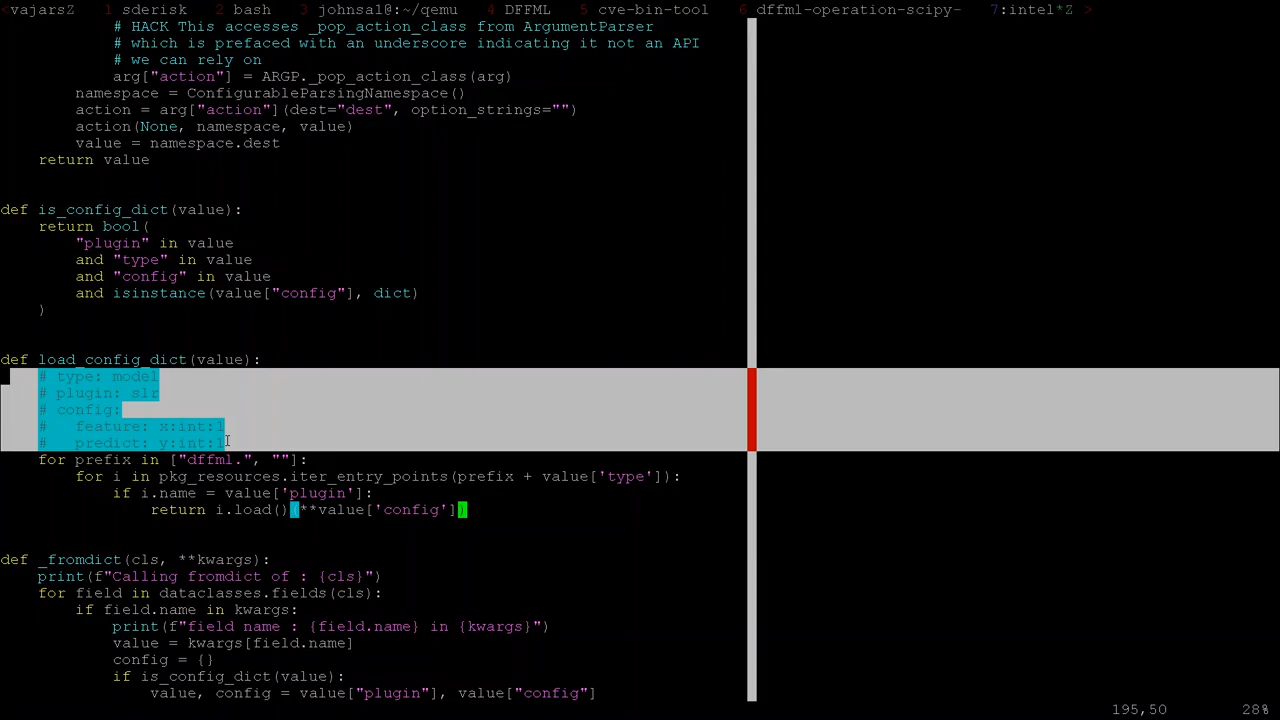 <vajarsZ  1 sderisk  2 bash  3 johnsal@:~/qemu  4 DFFML  5 cve-bin-tool  6 dffml-operation-scipy-  7:intel*Z >
# HACK This accesses _pop_action_class from ArgumentParser
# which is prefaced with an underscore indicating it not an API
# we can rely on
arg["action"] = ARGP._pop_action_class(arg)
namespace = ConfigurableParsingNamespace()
action = arg["action"](dest="dest", option_strings="")
action(None, namespace, value)
value = namespace.dest
return value
def is_config_dict(value):
return bool(
"plugin" in value
and "type" in value
and "config" in value
and isinstance(value["config"], dict)
)
def load_config_dict(value):
# type: model
# plugin: slr
# config:
#   feature: x:int:1
#   predict: y:int:1
for prefix in ["dffml.", ""]:
for i in pkg_resources.iter_entry_points(prefix + value['type']):
if i.name = value['plugin']:
return i.load()(**value['config'])
def _fromdict(cls, **kwargs):
print(f"Calling fromdict of : {cls}")
for field in dataclasses.fields(cls):
if field.name in kwargs:
print(f"field name : {field.name} in {kwargs}")
value = kwargs[field.name]
config = {}
if is_config_dict(value):
value, config = value["plugin"], value["config"]
195,50  28%